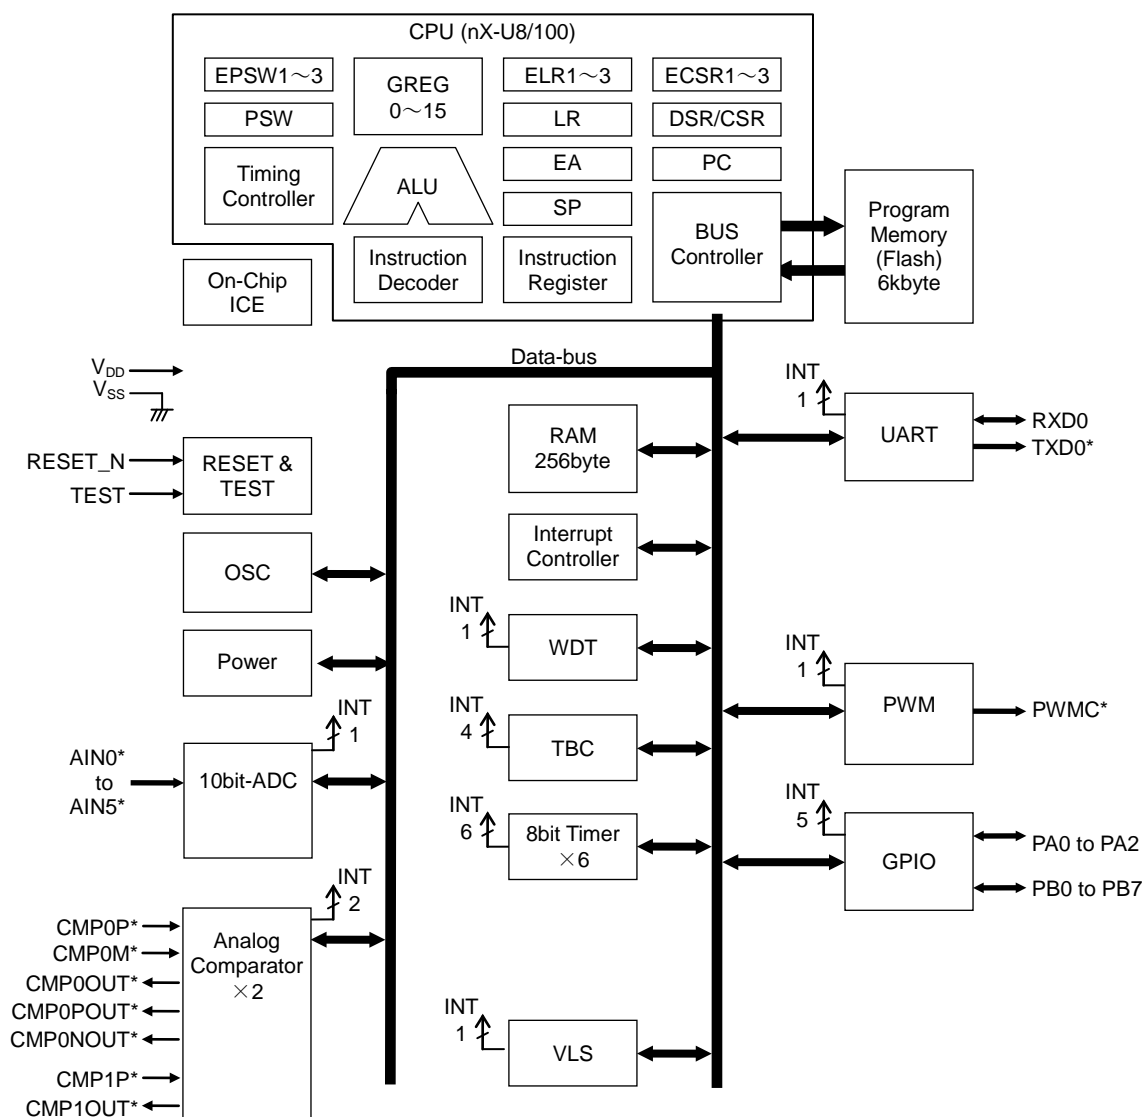 CPU (nX-U8/100)
EPSW1～3
GREG
0～15
ELR1～3
ECSR1～3
PSW
LR
DSR/CSR
Timing
Controller
ALU
EA
PC
SP
BUS
Controller
Program
Memory
(Flash)
6kbyte
On-Chip
ICE
Instruction
Decoder
Instruction
Register
Data-bus
VDD
VSS
RESET_N
TEST
RESET &
TEST
OSC
Power
AIN0*
to
AIN5*
10bit-ADC
INT
1
CMP0P*
CMP0M*
CMP0OUT*
CMP0POUT*
CMP0NOUT*
CMP1P*
CMP1OUT*
Analog
Comparator
×2
INT
2
RAM
256byte
Interrupt
Controller
INT
1
WDT
INT
4
TBC
INT
6
8bit Timer
×6
INT
1
VLS
INT
1
UART
RXD0
TXD0*
INT
1
PWM
PWMC*
INT
5
GPIO
PA0 to PA2
PB0 to PB7